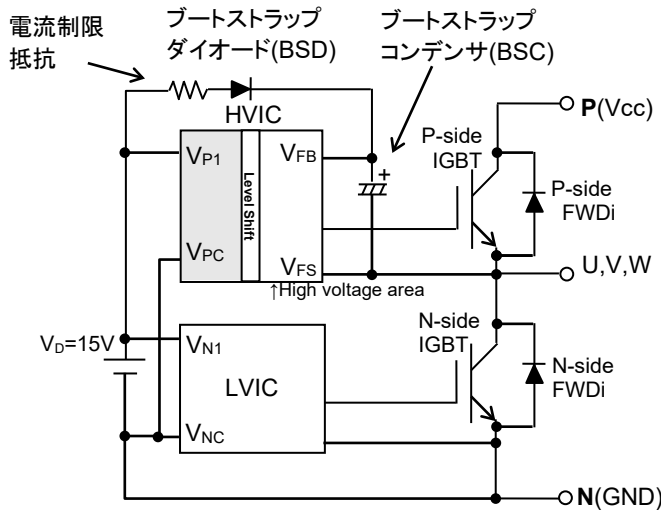 電流制限
抵抗
ブートストラップ
ダイオード(BSD)
ブートストラップ
コンデンサ(BSC)
HVIC
P(Vcc)
VP1
VFB
+
P-side
IGBT
Level Shift
P-side
FWDi
VPC
VFS
↑High voltage area
U,V,W
VD=15V
VN1
LVIC
N-side
IGBT
N-side
FWDi
VNC
N(GND)